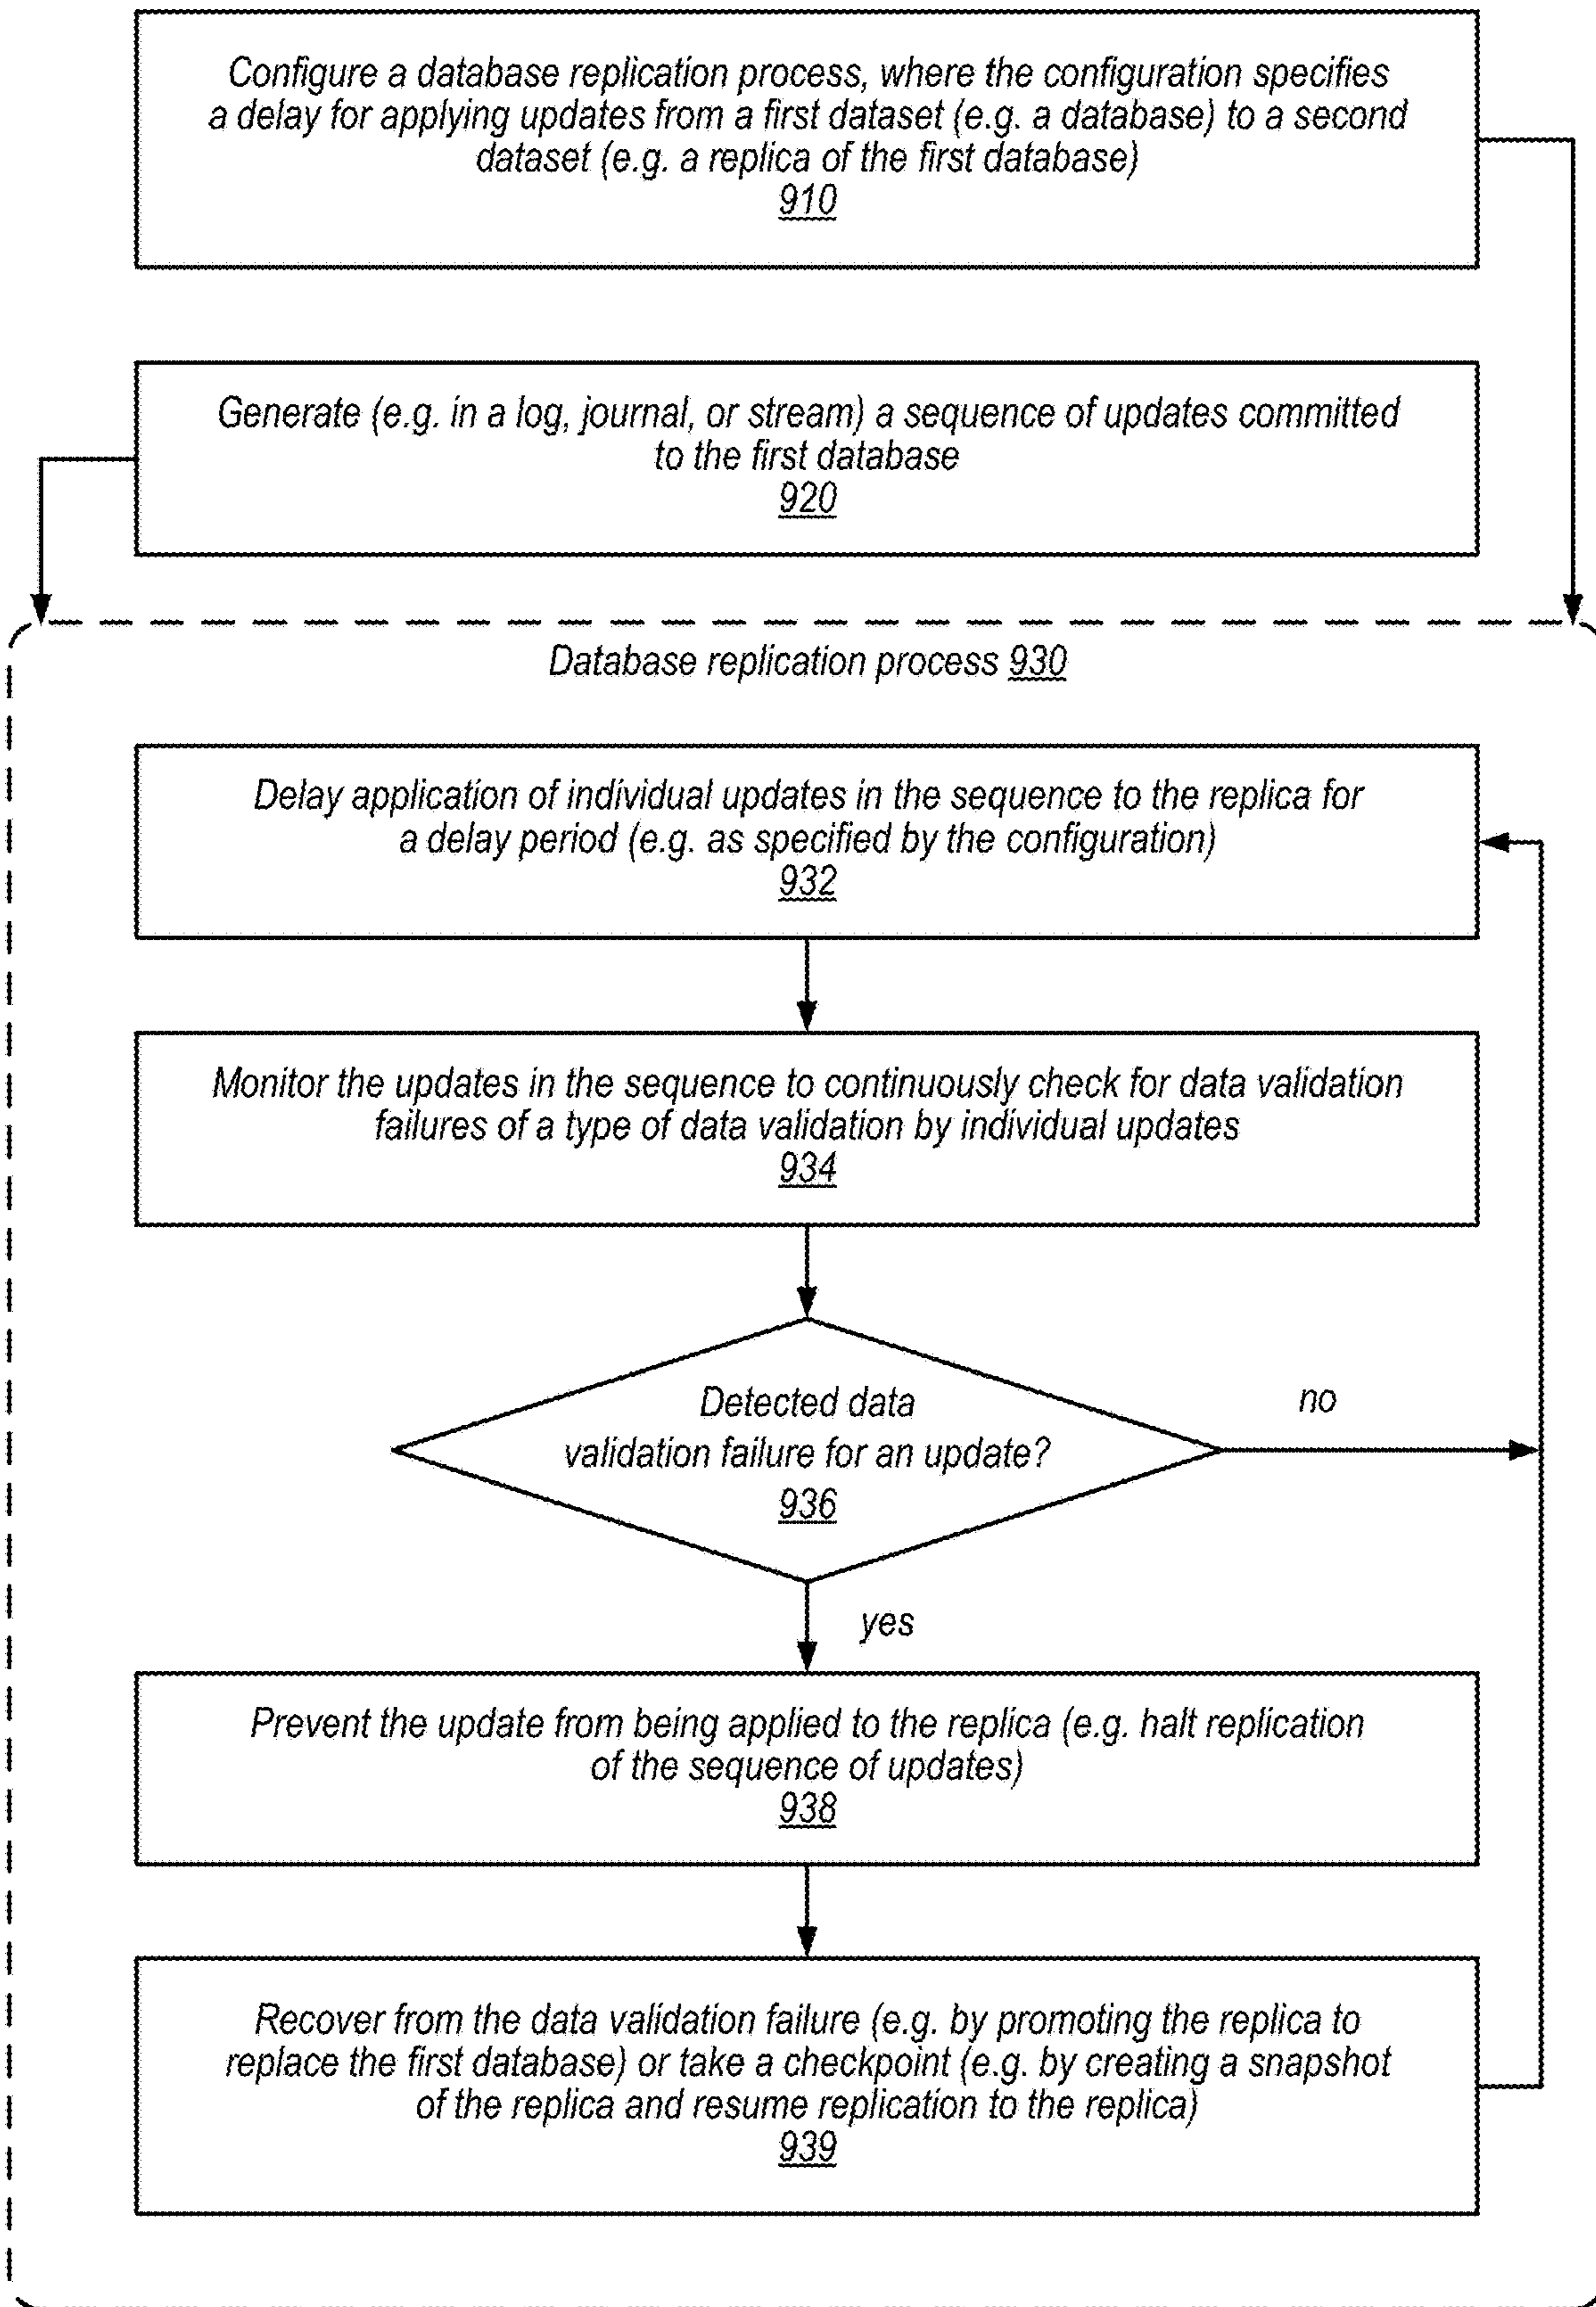 Configure a database replication process, where the configuration specifies
a delay for applying updates from a first dataset (e.g. a database) to a second
dataset (e.g. a replica of the first database)
910
Generate (e.g. in a log, journal, or stream) a sequence of updates committed
to the first database
920
Database replication process 930
Delay application of individual updates in the sequence to the replica for
a delay period (e.g. as specified by the configuration)
932
Monitor the updates in the sequence to continuously check for data validation
failures of a type of data validation by individual updates
934
Detected data
validation failure for an update?
936
no
yes
Prevent the update from being applied to the replica (e.g. halt replication
of the sequence of updates)
938
Recover from the data validation failure (e.g. by promoting the replica to
replace the first database) or take a checkpoint (e.g. by creating a snapshot
of the replica and resume replication to the replica)
939